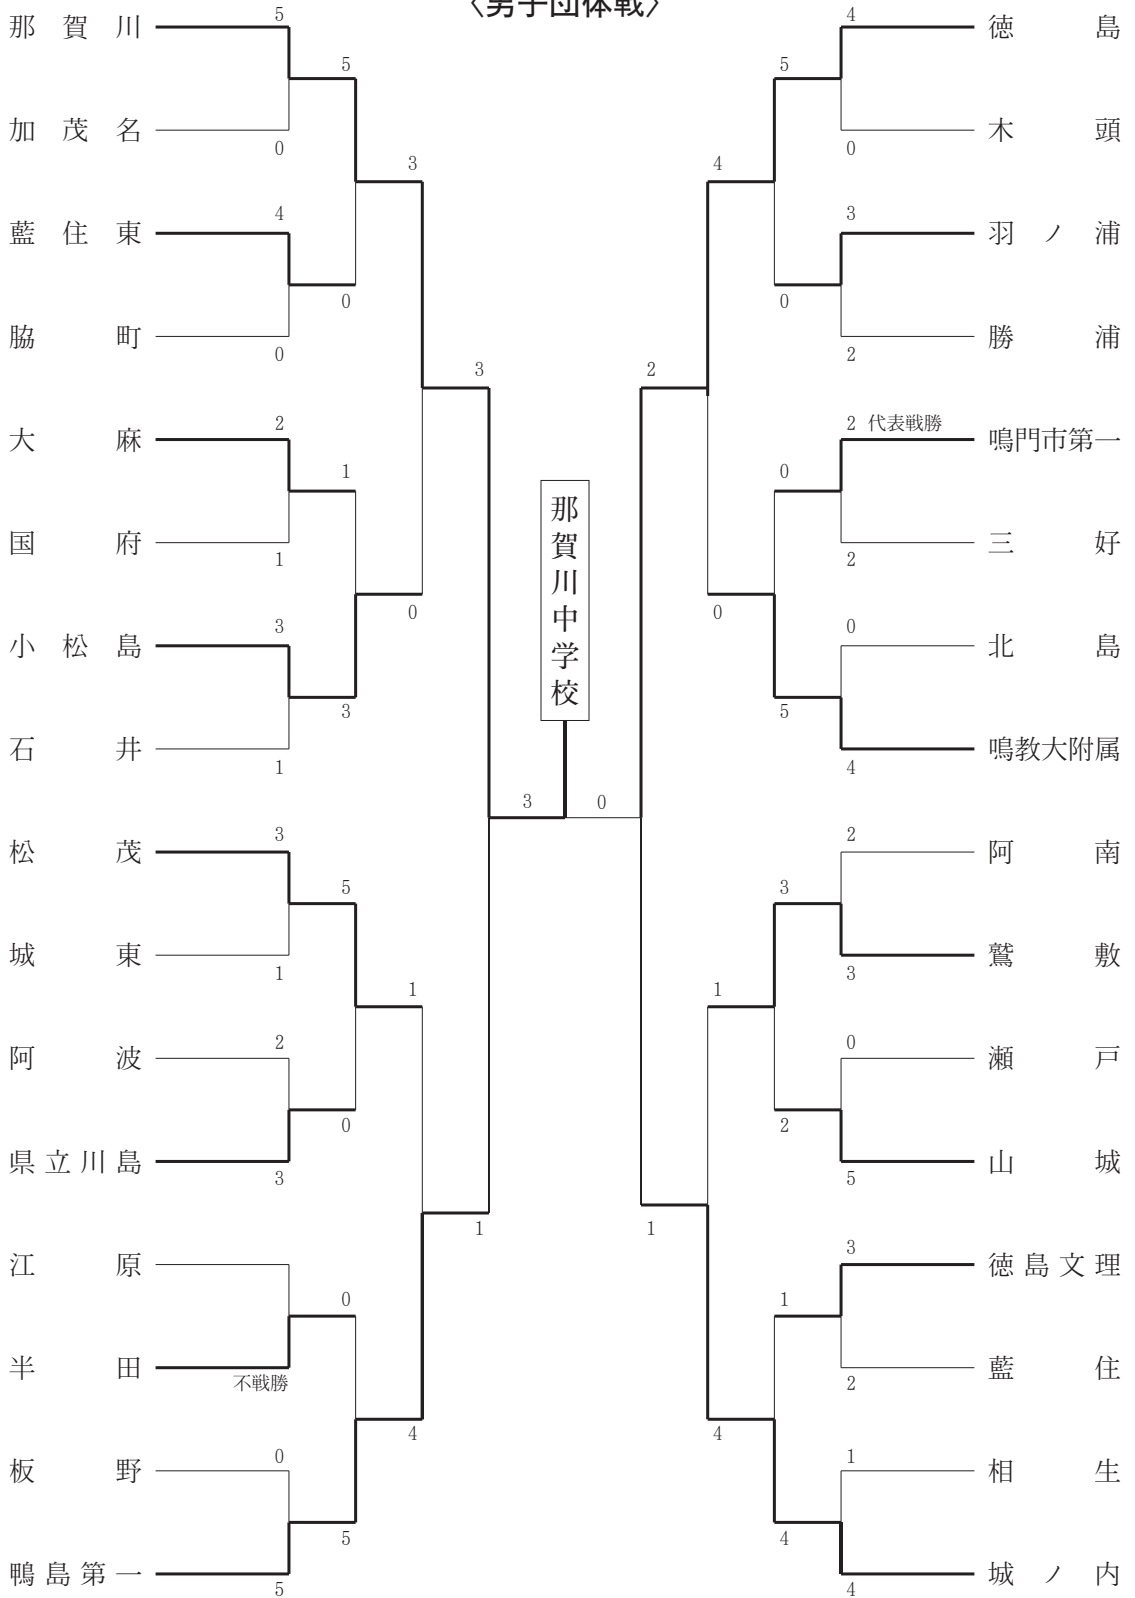 〈男子団体戦〉
那賀川 5
5
加茂名 0
3
藍住東 4
0
脇町 0
3
大麻 2
1
国府 1
0
小松島 3
3
石井 1
松茂 3
5
城東 1
1
阿波 2
0
県立川島 3
1
江原
0
半田 不戦勝
4
板野 0
5
鴨島第一 5
那賀川中学校
3 0
4 徳島
5
0 木頭
4
3 羽ノ浦
0
2 勝浦
2
2 代表戦勝 鳴門市第一
0
2 三好
0
0 北島
5
4 鳴教大附属
2 阿南
3
3 鷲敷
1
0 瀬戸
2
5 山城
1
3 徳島文理
1
2 藍住
4
1 相生
4
4 城ノ内